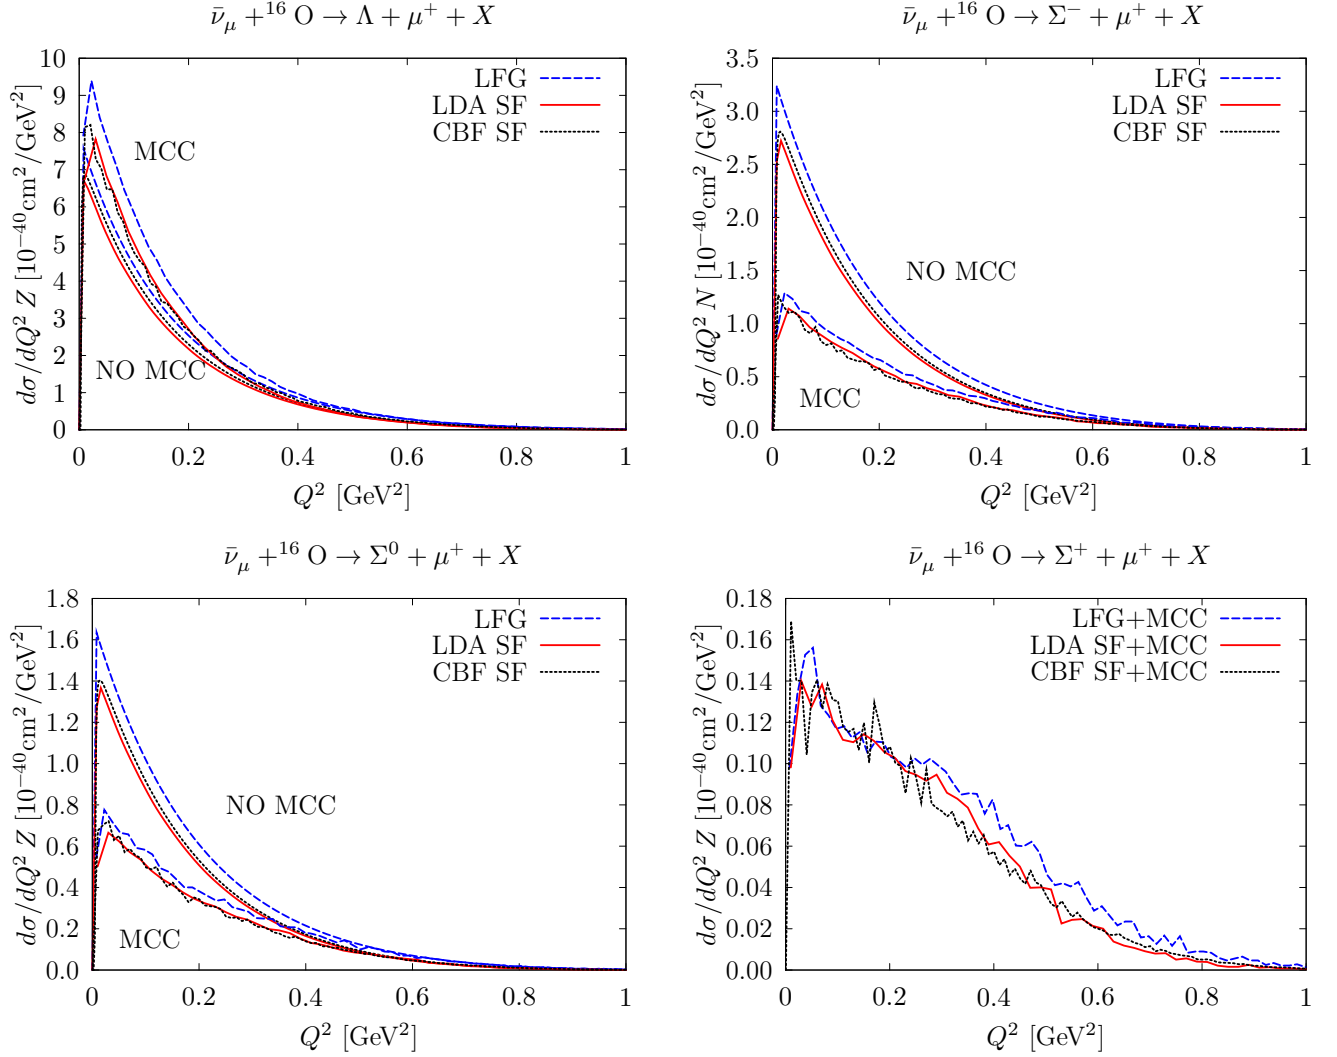 ν̄_μ +¹⁶ O → Λ + μ⁺ + X
dσ/dQ² Z [10⁻⁴⁰cm²/GeV²]
10
9
8
7
6
5
4
3
2
1
0
LFG
LDA SF
CBF SF
MCC
NO MCC
0 0.2 0.4 0.6 0.8 1
Q² [GeV²]
ν̄_μ +¹⁶ O → Σ⁻ + μ⁺ + X
dσ/dQ² N [10⁻⁴⁰cm²/GeV²]
3.5
3.0
2.5
2.0
1.5
1.0
0.5
0.0
LFG
LDA SF
CBF SF
NO MCC
MCC
0 0.2 0.4 0.6 0.8 1
Q² [GeV²]
ν̄_μ +¹⁶ O → Σ⁰ + μ⁺ + X
dσ/dQ² Z [10⁻⁴⁰cm²/GeV²]
1.8
1.6
1.4
1.2
1.0
0.8
0.6
0.4
0.2
0.0
LFG
LDA SF
CBF SF
NO MCC
MCC
0 0.2 0.4 0.6 0.8 1
Q² [GeV²]
ν̄_μ +¹⁶ O → Σ⁺ + μ⁺ + X
dσ/dQ² Z [10⁻⁴⁰cm²/GeV²]
0.18
0.16
0.14
0.12
0.10
0.08
0.06
0.04
0.02
0.00
LFG+MCC
LDA SF+MCC
CBF SF+MCC
0 0.2 0.4 0.6 0.8 1
Q² [GeV²]